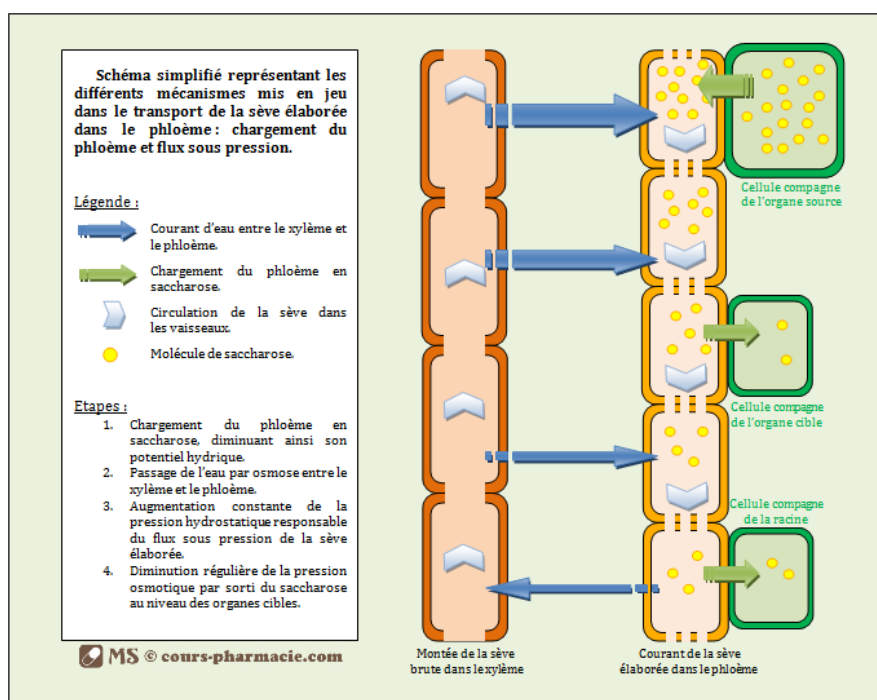 Schéma simplifié représentant les
différents mécanismes mis en jeu
dans le transport de la sève élaborée
dans le phloème : chargement du
phloème et flux sous pression.
Légende :
Courant d'eau entre le xylème et
le phloème.
Chargement du phloème en
saccharose.
Circulation de la sève dans
les vaisseaux.
Molécule de saccharose.
Etapes :
1. Chargement du phloème en
saccharose, diminuant ainsi son
potentiel hydrique.
2. Passage de l'eau par osmose entre le
xylème et le phloème.
3. Augmentation constante de la
pression hydrostatique responsable
du flux sous pression de la sève
élaborée.
4. Diminution régulière de la pression
osmotique par sorti du saccharose
au niveau des organes cibles.
MS © cours-pharmacie.com
Cellule compagne
de l'organe source
Cellule compagne
de l'organe cible
Cellule compagne
de la racine
Montée de la sève
brute dans le xylème
Courant de la sève
élaborée dans le phloème